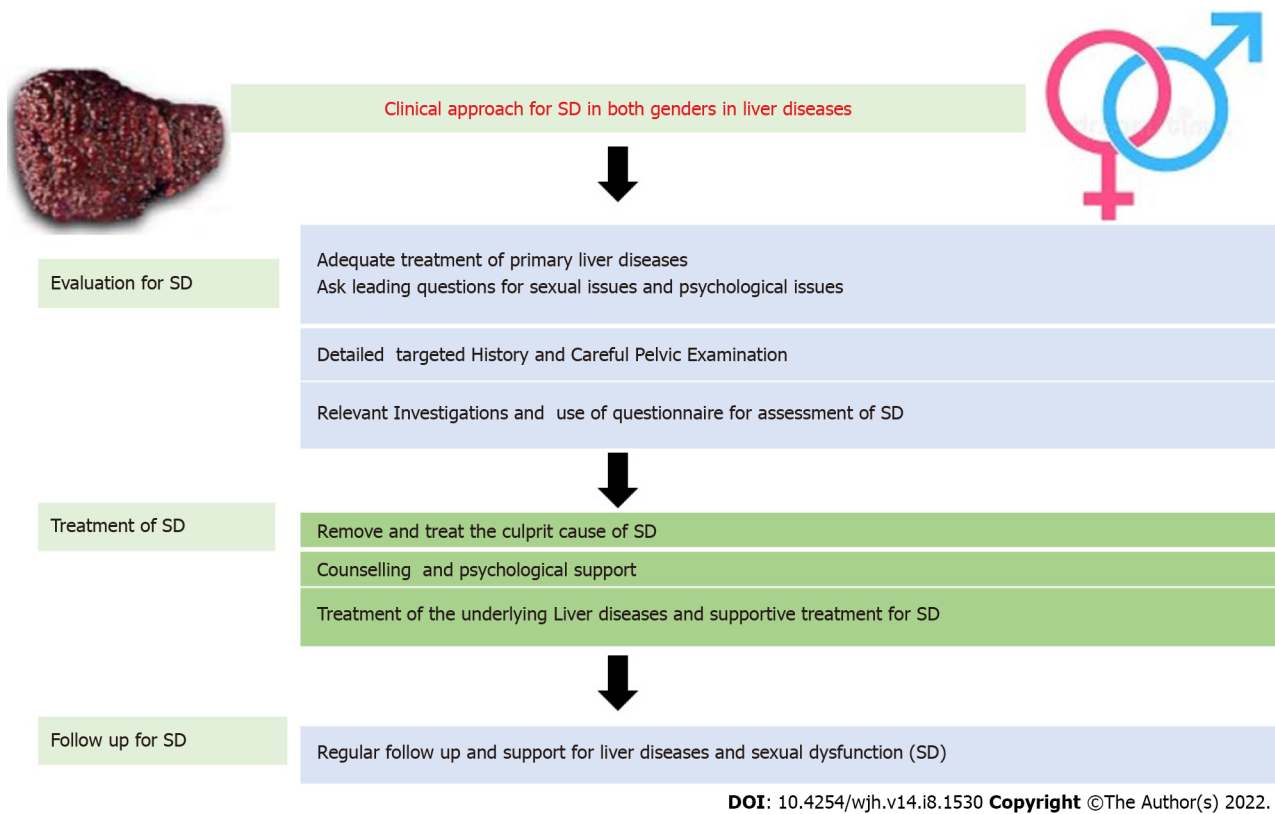 Clinical approach for SD in both genders in liver diseases
Evaluation for SD
Adequate treatment of primary liver diseases
Ask leading questions for sexual issues and psychological issues
Detailed targeted History and Careful Pelvic Examination
Relevant Investigations and use of questionnaire for assessment of SD
Treatment of SD
Remove and treat the culprit cause of SD
Counselling and psychological support
Treatment of the underlying Liver diseases and supportive treatment for SD
Follow up for SD
Regular follow up and support for liver diseases and sexual dysfunction (SD)
DOI: 10.4254/wjh.v14.i8.1530 Copyright ©The Author(s) 2022.